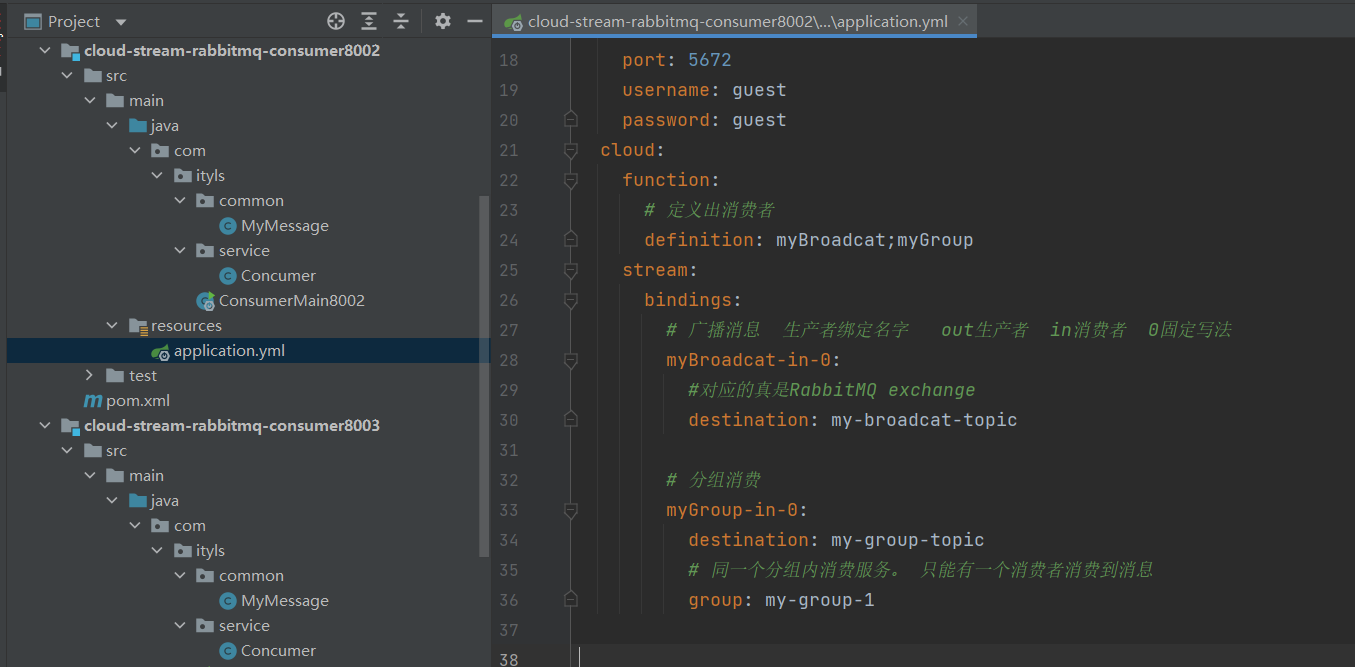 Project
cloud-stream-rabbitmq-consumer8002
src
main
java
com
ityls
common
MyMessage
service
Concumer
ConsumerMain8002
resources
application.yml
test
pom.xml
cloud-stream-rabbitmq-consumer8003
src
main
java
com
ityls
common
MyMessage
service
Concumer
cloud-stream-rabbitmq-consumer8002\...\application.yml
18 port: 5672
19 username: guest
20 password: guest
21 cloud:
22 function:
23 # 定义出消费者
24 definition: myBroadcat;myGroup
25 stream:
26 bindings:
27 # 广播消息 生产者绑定名字 out生产者 in消费者 0固定写法
28 myBroadcat-in-0:
29 #对应的真是RabbitMQ exchange
30 destination: my-broadcat-topic
31
32 # 分组消费
33 myGroup-in-0:
34 destination: my-group-topic
35 # 同一个分组内消费服务。 只能有一个消费者消费到消息
36 group: my-group-1
37
38